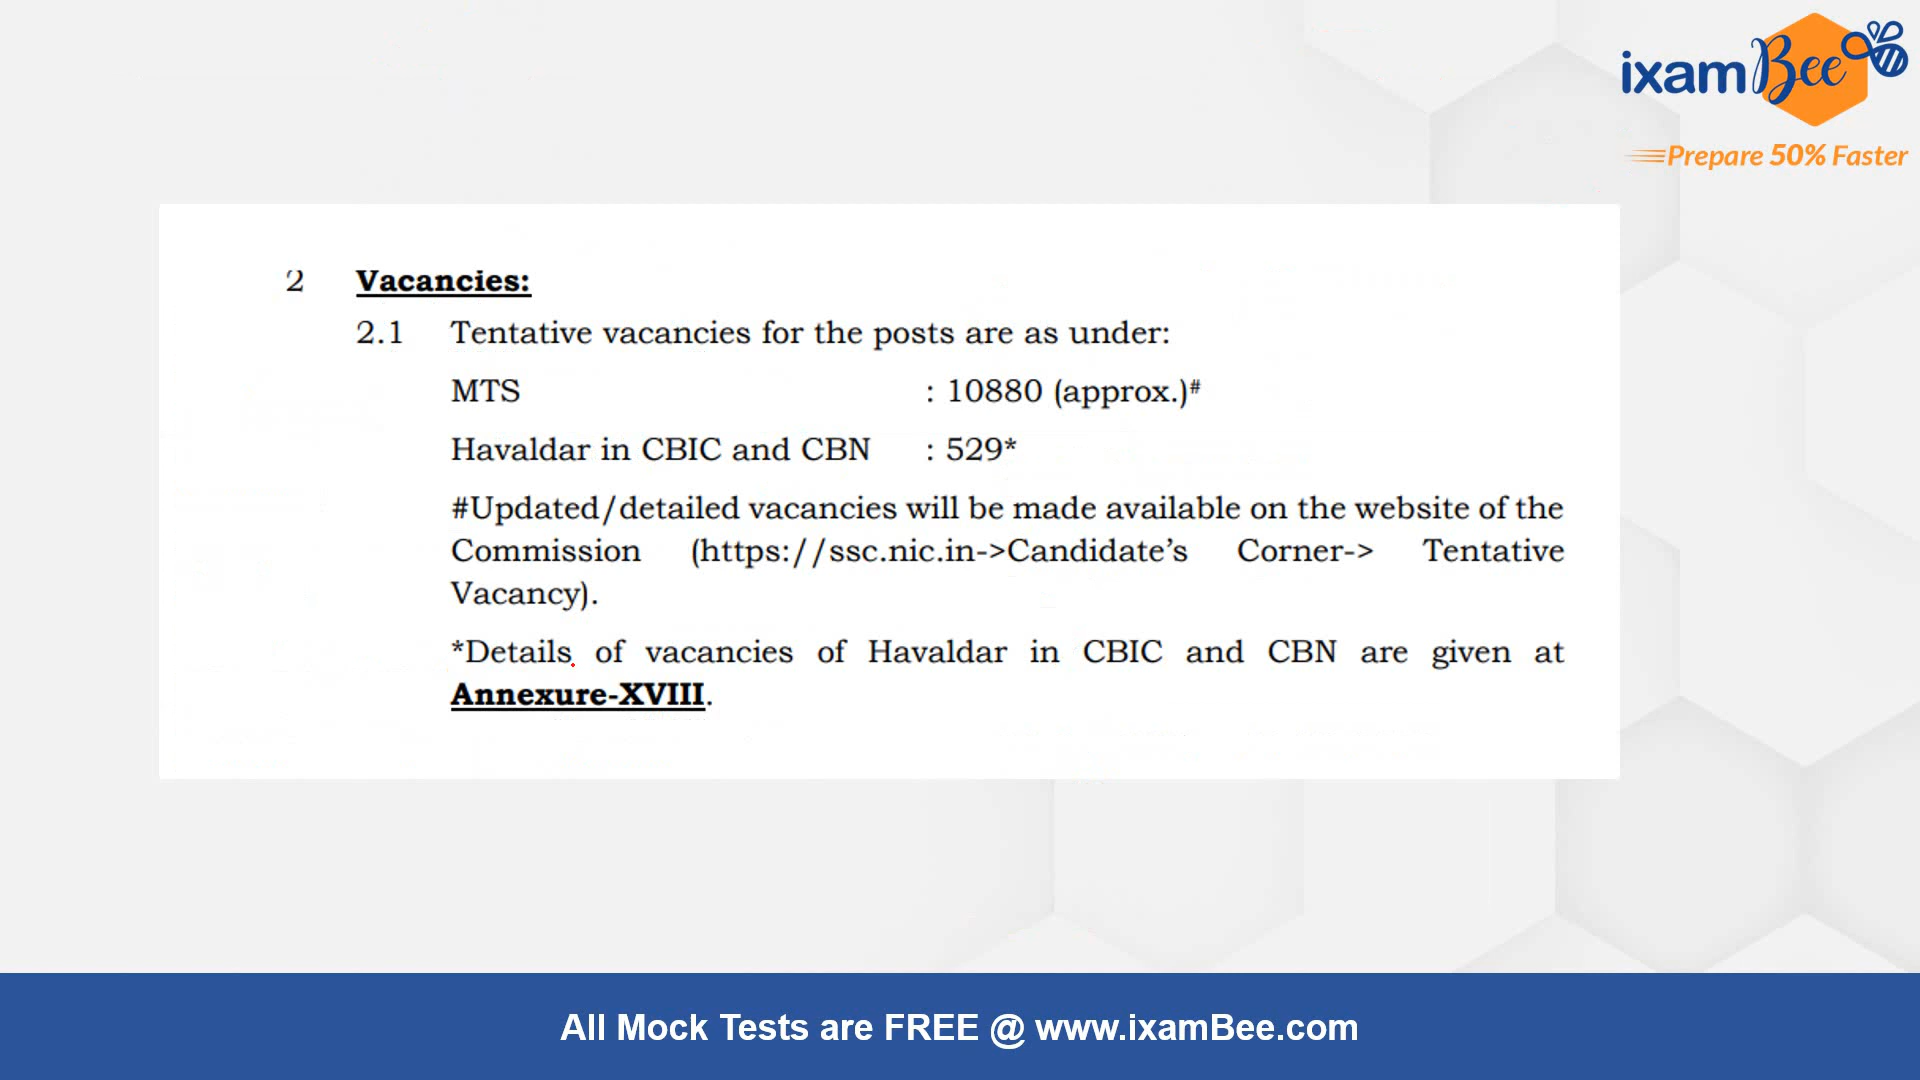 ixamBee
Prepare 50% Faster
2 Vacancies:
2.1 Tentative vacancies for the posts are as under:
MTS : 10880 (approx.)#
Havaldar in CBIC and CBN : 529*
#Updated/detailed vacancies will be made available on the website of the
Commission (https://ssc.nic.in->Candidate’s Corner-> Tentative
Vacancy).
*Details of vacancies of Havaldar in CBIC and CBN are given at
Annexure-XVIII.
All Mock Tests are FREE @ www.ixamBee.com